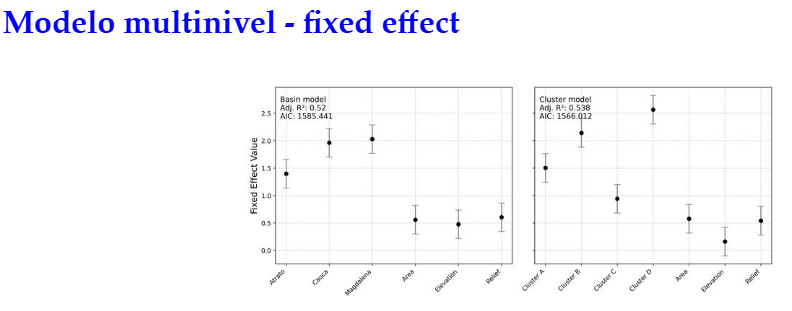 Modelo multinivel - fixed effect
Basin model
Adj. R²: 0.52
AIC: 1585.441
Fixed Effect Value
2.5
2.0
1.5
1.0
0.5
0.0
Atrato
Cauca
Magdalena
Area
Elevation
Relief
Cluster model
Adj. R²: 0.538
AIC: 1566.012
Cluster A
Cluster B
Cluster C
Cluster D
Area
Elevation
Relief